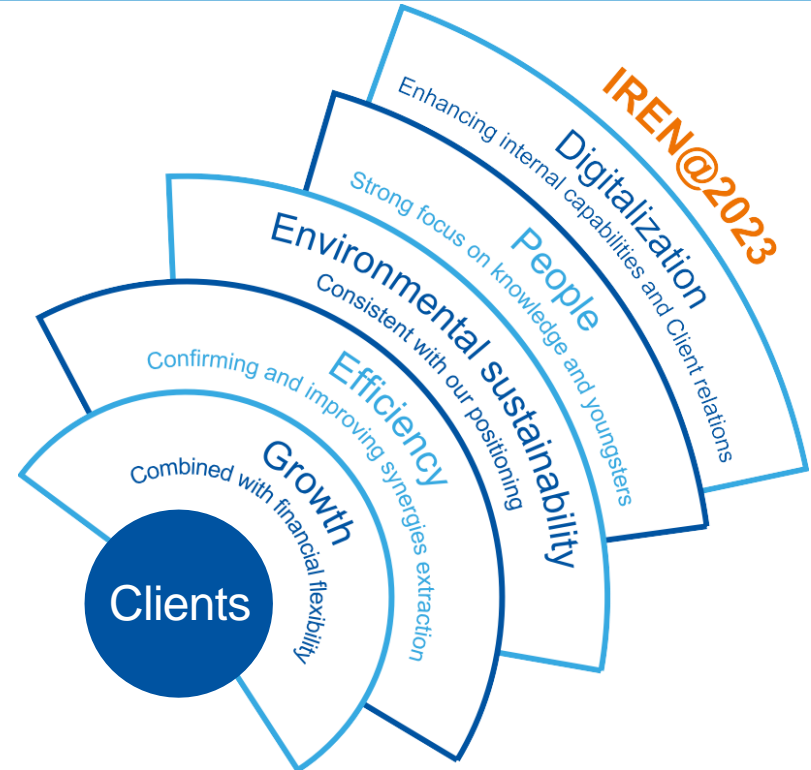 IREN@2023
Digitalization
Enhancing internal capabilities and Client relations
People
Strong focus on knowledge and youngsters
Environmental sustainability
Consistent with our positioning
Efficiency
Confirming and improving synergies extraction
Growth
Combined with financial flexibility
Clients